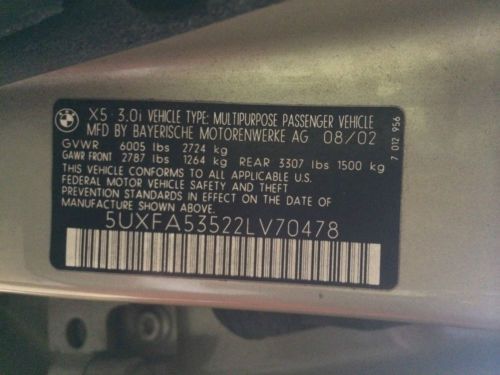 X5 3.0i VEHICLE TYPE: MULTIPURPOSE PASSENGER VEHICLE
MFD BY BAYERISCHE MOTORENWERKE AG 08/02
GVWR 6005 lbs 2724 kg
GAWR FRONT 2787 lbs 1264 kg REAR 3307 lbs 1500 kg
THIS VEHICLE CONFORMS TO ALL APPLICABLE U.S.
FEDERAL MOTOR VEHICLE SAFETY AND THEFT
PREVENTION STANDARDS IN EFFECT ON THE DATE OF
MANUFACTURE SHOWN ABOVE.
5UXFA53522LV70478
7 012 956